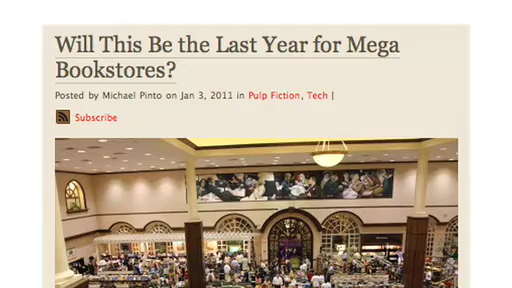 Will This Be the Last Year for Mega
Bookstores?
Posted by Michael Pinto on Jan 3, 2011 in Pulp Fiction, Tech |
Subscribe